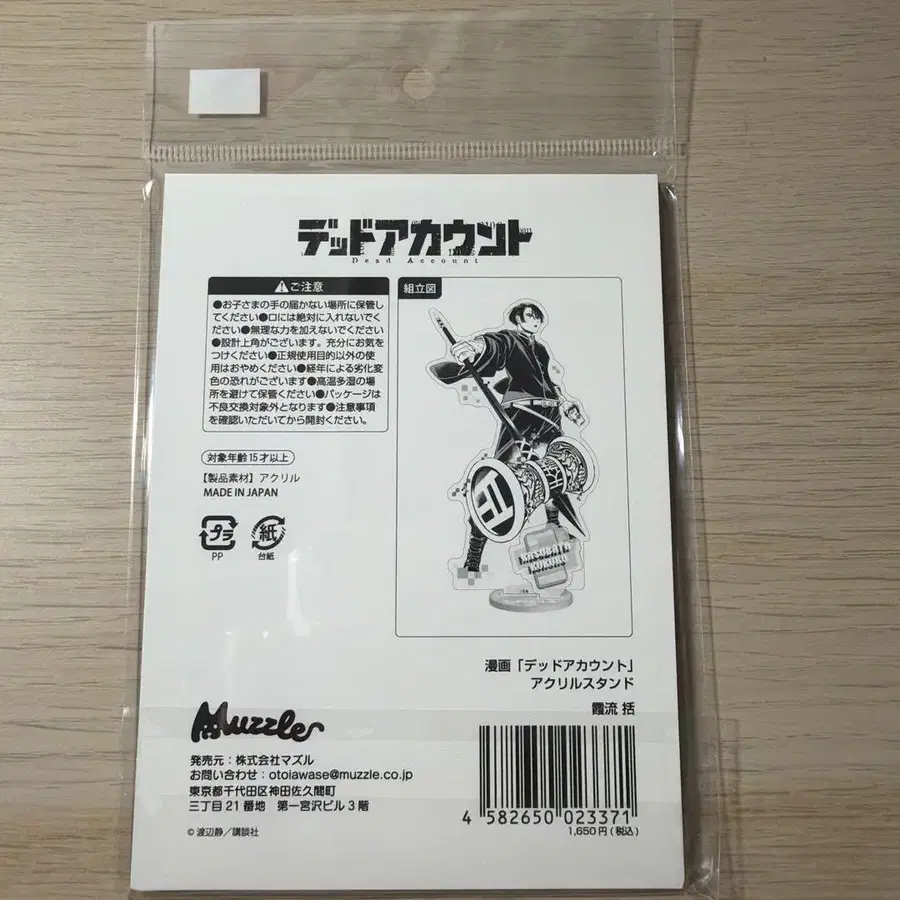 デッドアカウント
Dead Account
ご注意
●お子さまの手の届かない場所に保管し
てください●口には絶対に入れないでく
ださい●無理な力を加えないでください
●設計上角がございます。充分にお気を
つけください●正規使用目的以外の使
用はおやめください●経年による劣化変
色の恐れがございます●高温多湿の場
所を避けて保管ください●パッケージは
不良交換対象外となります●注意事項
を確認いただいてから開封ください。
対象年齢15才以上
【製品素材】アクリル
MADE IN JAPAN
プラ
PP
紙
台紙
組立図
KASUBATA
KUKURU
漫画「デッドアカウント」
アクリルスタンド
霞流 括
Muzzle
発売元：株式会社マズル
お問い合わせ：otoiawase@muzzle.co.jp
東京都千代田区神田佐久間町
三丁目21番地 第一宮沢ビル3階
©渡辺静／講談社
4 582650 023371
1,650円(税込)